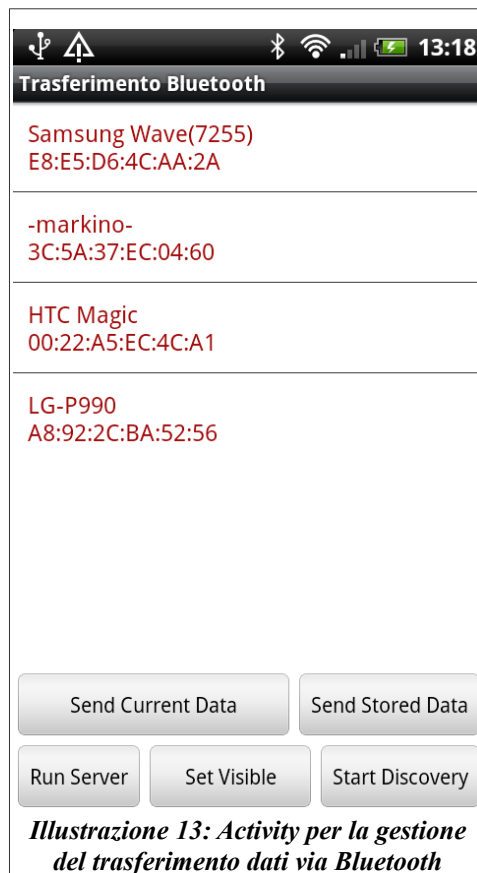 13:18
Trasferimento Bluetooth
Samsung Wave(7255)
E8:E5:D6:4C:AA:2A
-markino-
3C:5A:37:EC:04:60
HTC Magic
00:22:A5:EC:4C:A1
LG-P990
A8:92:2C:BA:52:56
Send Current Data Send Stored Data
Run Server Set Visible Start Discovery
Illustrazione 13: Activity per la gestione
del trasferimento dati via Bluetooth